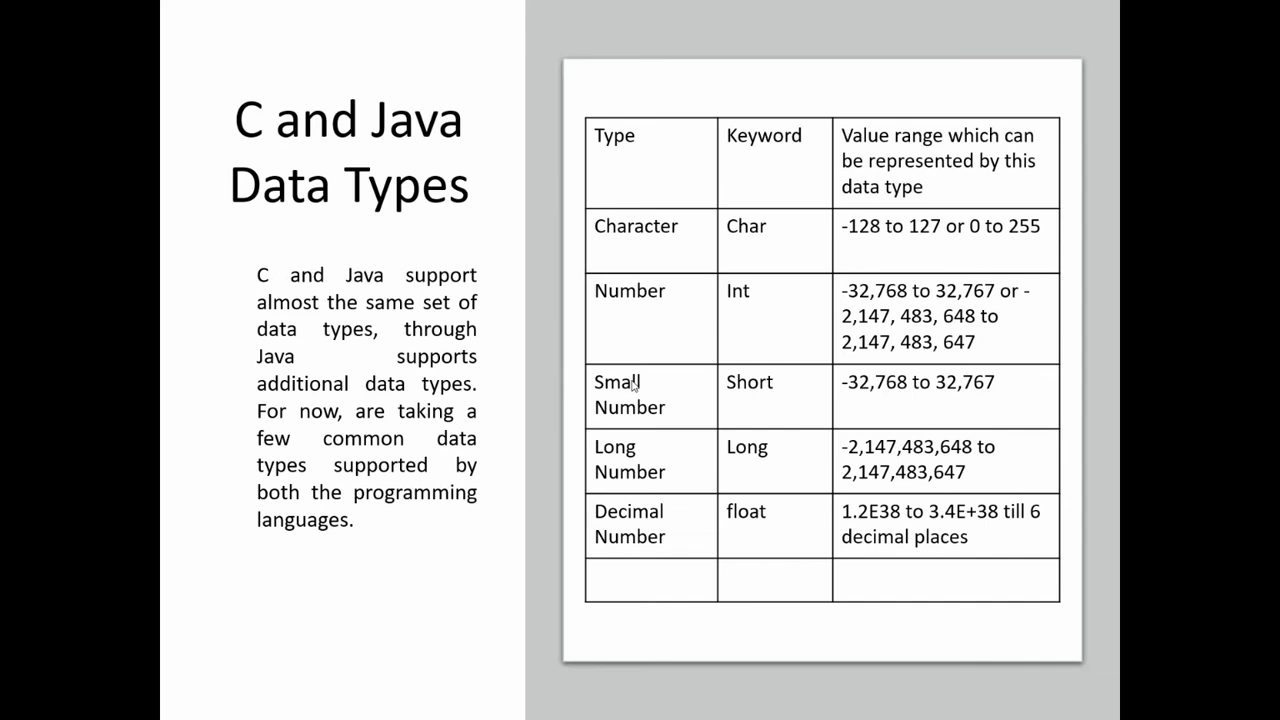 C and Java
Data Types
C and Java support
almost the same set of
data types, through
Java supports
additional data types.
For now, are taking a
few common data
types supported by
both the programming
languages.
Type Keyword Value range which can
be represented by this
data type
Character Char -128 to 127 or 0 to 255
Number Int -32,768 to 32,767 or -
2,147, 483, 648 to
2,147, 483, 647
Small Short -32,768 to 32,767
Number
Long Long -2,147,483,648 to
Number 2,147,483,647
Decimal float 1.2E38 to 3.4E+38 till 6
Number decimal places